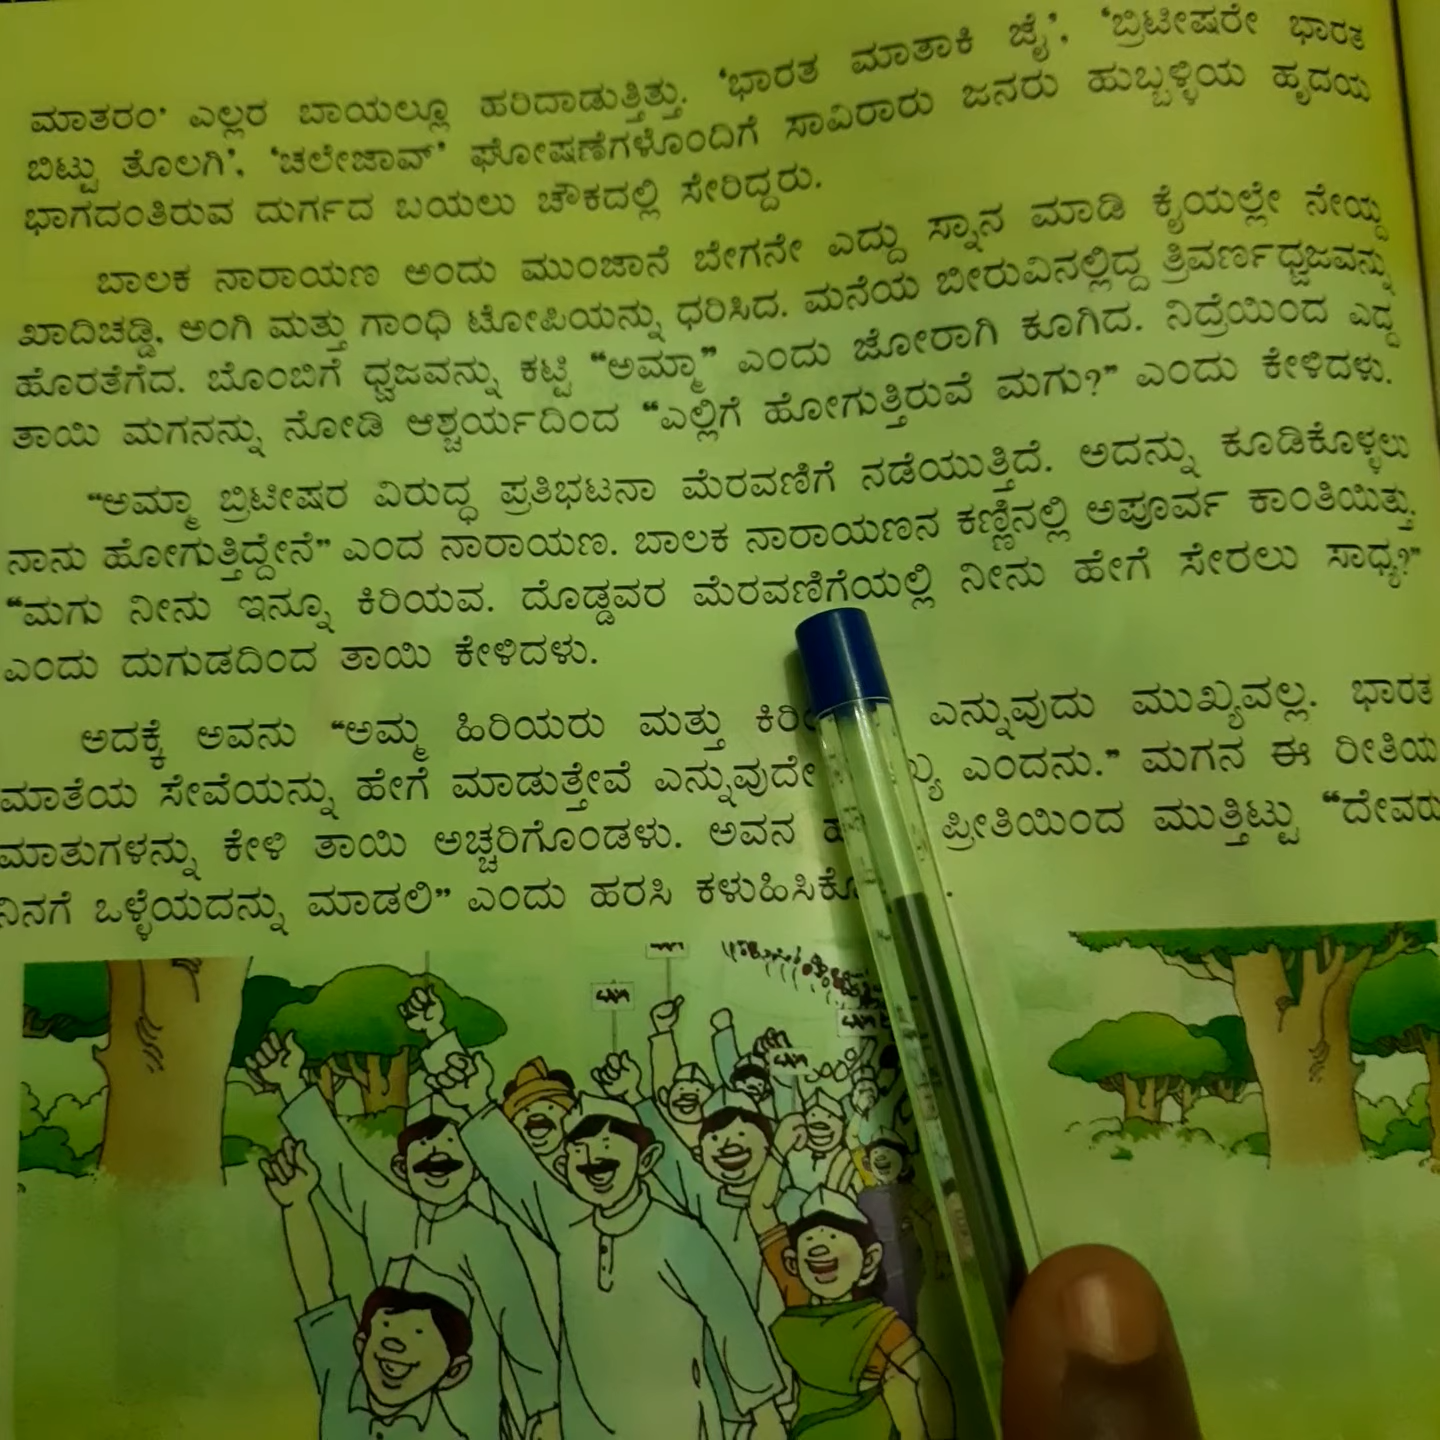 ಮಾತರಂ' ಎಲ್ಲರ ಬಾಯಲ್ಲೂ ಹರಿದಾಡುತ್ತಿತ್ತು. 'ಭಾರತ ಮಾತಾಕಿ ಜೈ', 'ಬ್ರಿಟೀಷರೇ ಭಾರತ
ಬಿಟ್ಟು ತೊಲಗಿ', 'ಚಲೇಜಾವ್' ಘೋಷಣೆಗಳೊಂದಿಗೆ ಸಾವಿರಾರು ಜನರು ಹುಬ್ಬಳ್ಳಿಯ ಹೃದಯ
ಭಾಗದಂತಿರುವ ದುರ್ಗದ ಬಯಲು ಚೌಕದಲ್ಲಿ ಸೇರಿದ್ದರು.
ಬಾಲಕ ನಾರಾಯಣ ಅಂದು ಮುಂಜಾನೆ ಬೇಗನೇ ಎದ್ದು ಸ್ನಾನ ಮಾಡಿ ಕೈಯಲ್ಲೇ ನೇಯ್ದ
ಖಾದಿಚಡ್ಡಿ, ಅಂಗಿ ಮತ್ತು ಗಾಂಧಿ ಟೋಪಿಯನ್ನು ಧರಿಸಿದ. ಮನೆಯ ಬೀರುವಿನಲ್ಲಿದ್ದ ತ್ರಿವರ್ಣಧ್ವಜವನ್ನು
ಹೊರತೆಗೆದ. ಬೊಂಬಿಗೆ ಧ್ವಜವನ್ನು ಕಟ್ಟಿ "ಅಮ್ಮಾ" ಎಂದು ಜೋರಾಗಿ ಕೂಗಿದ. ನಿದ್ರೆಯಿಂದ ಎದ್ದ
ತಾಯಿ ಮಗನನ್ನು ನೋಡಿ ಆಶ್ಚರ್ಯದಿಂದ "ಎಲ್ಲಿಗೆ ಹೋಗುತ್ತಿರುವೆ ಮಗು?" ಎಂದು ಕೇಳಿದಳು.
"ಅಮ್ಮಾ ಬ್ರಿಟೀಷರ ವಿರುದ್ಧ ಪ್ರತಿಭಟನಾ ಮೆರವಣಿಗೆ ನಡೆಯುತ್ತಿದೆ. ಅದನ್ನು ಕೂಡಿಕೊಳ್ಳಲು
ನಾನು ಹೋಗುತ್ತಿದ್ದೇನೆ" ಎಂದ ನಾರಾಯಣ. ಬಾಲಕ ನಾರಾಯಣನ ಕಣ್ಣಿನಲ್ಲಿ ಅಪೂರ್ವ ಕಾಂತಿಯಿತ್ತು.
"ಮಗು ನೀನು ಇನ್ನೂ ಕಿರಿಯವ. ದೊಡ್ಡವರ ಮೆರವಣಿಗೆಯಲ್ಲಿ ನೀನು ಹೇಗೆ ಸೇರಲು ಸಾಧ್ಯ?"
ಎಂದು ದುಗುಡದಿಂದ ತಾಯಿ ಕೇಳಿದಳು.
ಅದಕ್ಕೆ ಅವನು "ಅಮ್ಮ ಹಿರಿಯರು ಮತ್ತು ಎನ್ನುವುದು ಮುಖ್ಯವಲ್ಲ. ಭಾರತ
ಮಾತೆಯ ಸೇವೆಯನ್ನು ಹೇಗೆ ಮಾಡುತ್ತೇವೆ ಎನ್ನುವುದೇ ಎಂದನು." ಮಗನ ಈ ರೀತಿಯ
ಮಾತುಗಳನ್ನು ಕೇಳಿ ತಾಯಿ ಅಚ್ಚರಿಗೊಂಡಳು. ಅವನ ಪ್ರೀತಿಯಿಂದ ಮುತ್ತಿಟ್ಟು "ದೇವರು
ನಿನಗೆ ಒಳ್ಳೆಯದನ್ನು ಮಾಡಲಿ" ಎಂದು ಹರಸಿ